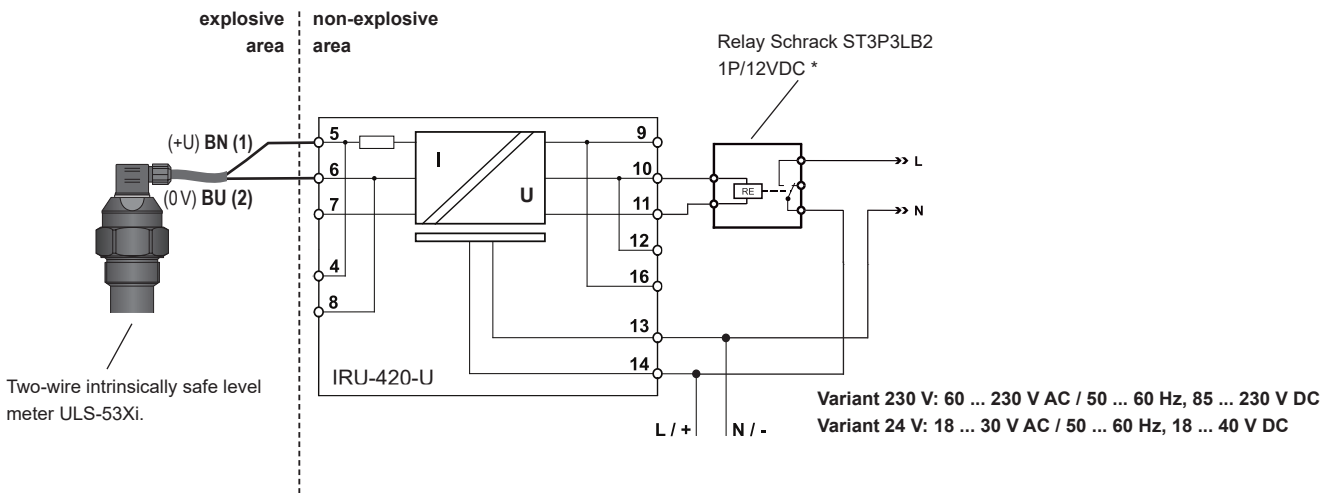 explosive
area
non-explosive
area
Relay Schrack ST3P3LB2
1P/12VDC *
(+U) BN (1)
(0 V) BU (2)
5
6
7
4
8
I
U
9
10
11
12
16
13
14
RE
L
N
IRU-420-U
L / +
N / -
Two-wire intrinsically safe level
meter ULS-53Xi.
Variant 230 V: 60 ... 230 V AC / 50 ... 60 Hz, 85 ... 230 V DC
Variant 24 V: 18 ... 30 V AC / 50 ... 60 Hz, 18 ... 40 V DC